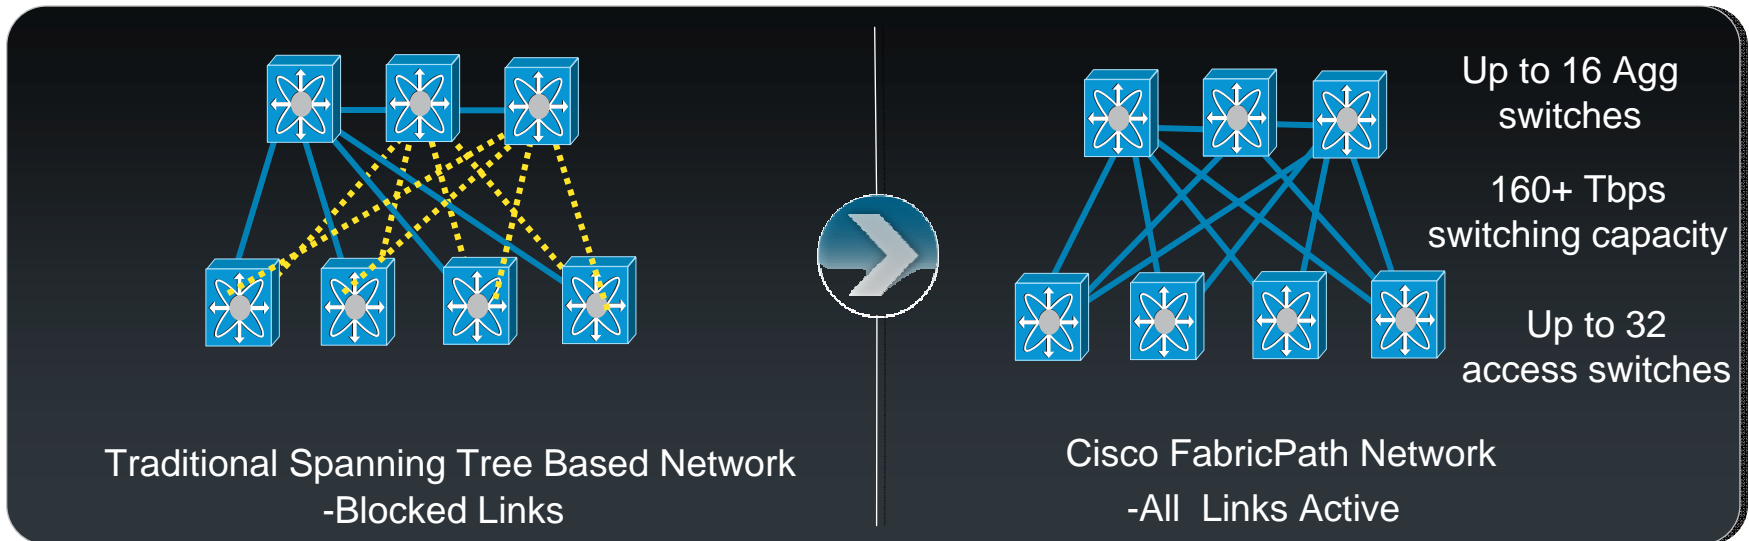 Up to 16 Agg
switches
160+ Tbps
switching capacity
Up to 32
access switches
Traditional Spanning Tree Based Network
-Blocked Links
Cisco FabricPath Network
-All Links Active